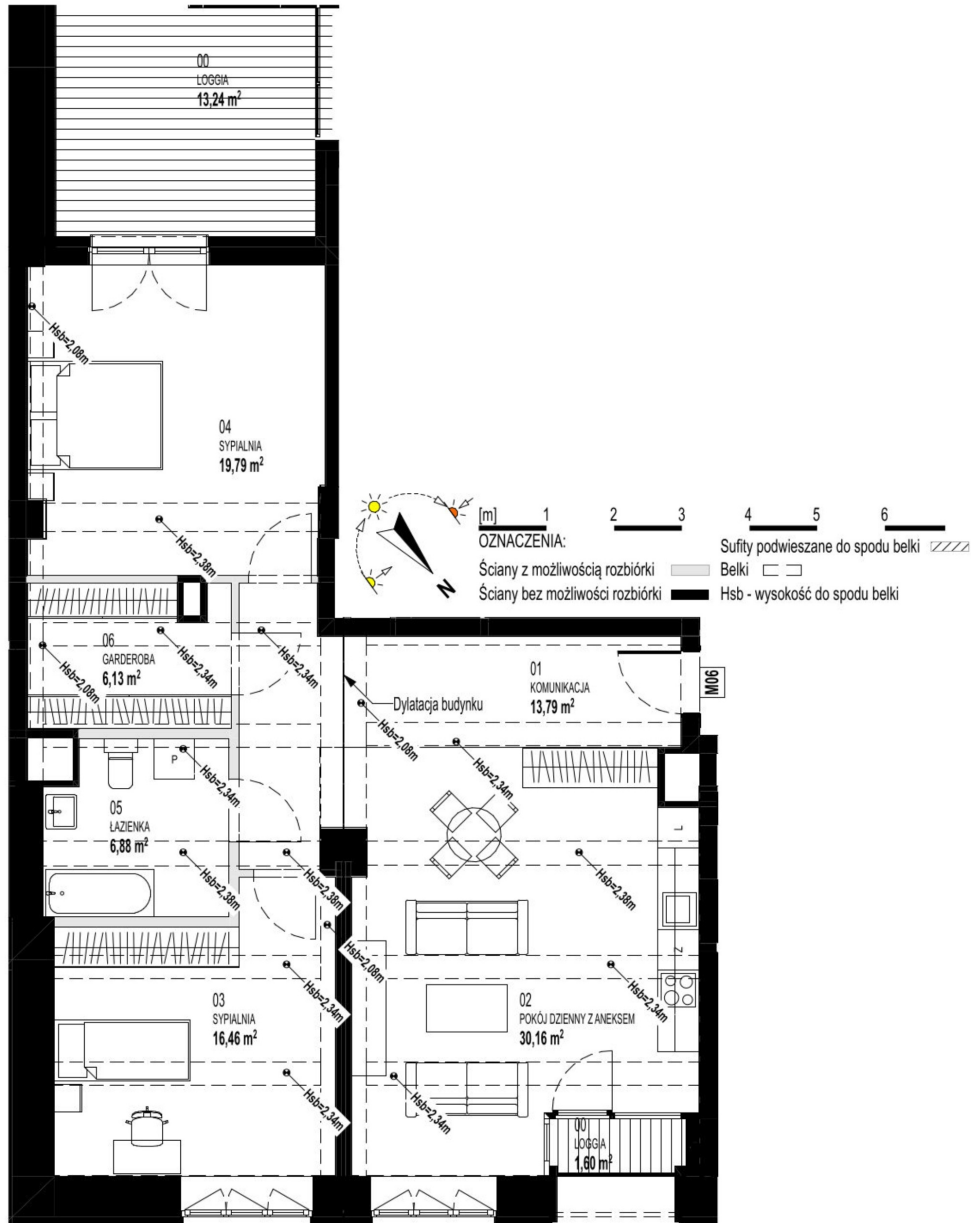 00
LOGGIA
13,24 m²
Hsb=2,08m
04
SYPIALNIA
19,79 m²
Hsb=2,38m
N
[m] 1 2 3 4 5 6
OZNACZENIA:
Sufity podwieszane do spodu belki
Ściany z możliwością rozbiórki
Belki
Ściany bez możliwości rozbiórki
Hsb - wysokość do spodu belki
06
GARDEROBA
6,13 m²
Hsb=2,08m
Hsb=2,34m
Hsb=2,34m
Dylatacja budynku
Hsb=2,08m
01
KOMUNIKACJA
13,79 m²
M06
Hsb=2,34m
P
Hsb=2,34m
05
ŁAZIENKA
6,88 m²
Hsb=2,38m
Hsb=2,38m
Hsb=2,38m
L
Z
Hsb=2,08m
Hsb=2,34m
Hsb=2,34m
03
SYPIALNIA
16,46 m²
02
POKÓJ DZIENNY Z ANEKSEM
30,16 m²
Hsb=2,34m
Hsb=2,34m
00
LOGGIA
1,60 m²